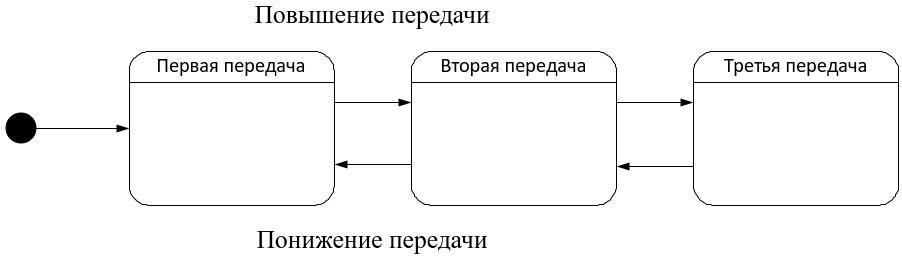 Повышение передачи
Первая передача
Вторая передача
Третья передача
Понижение передачи